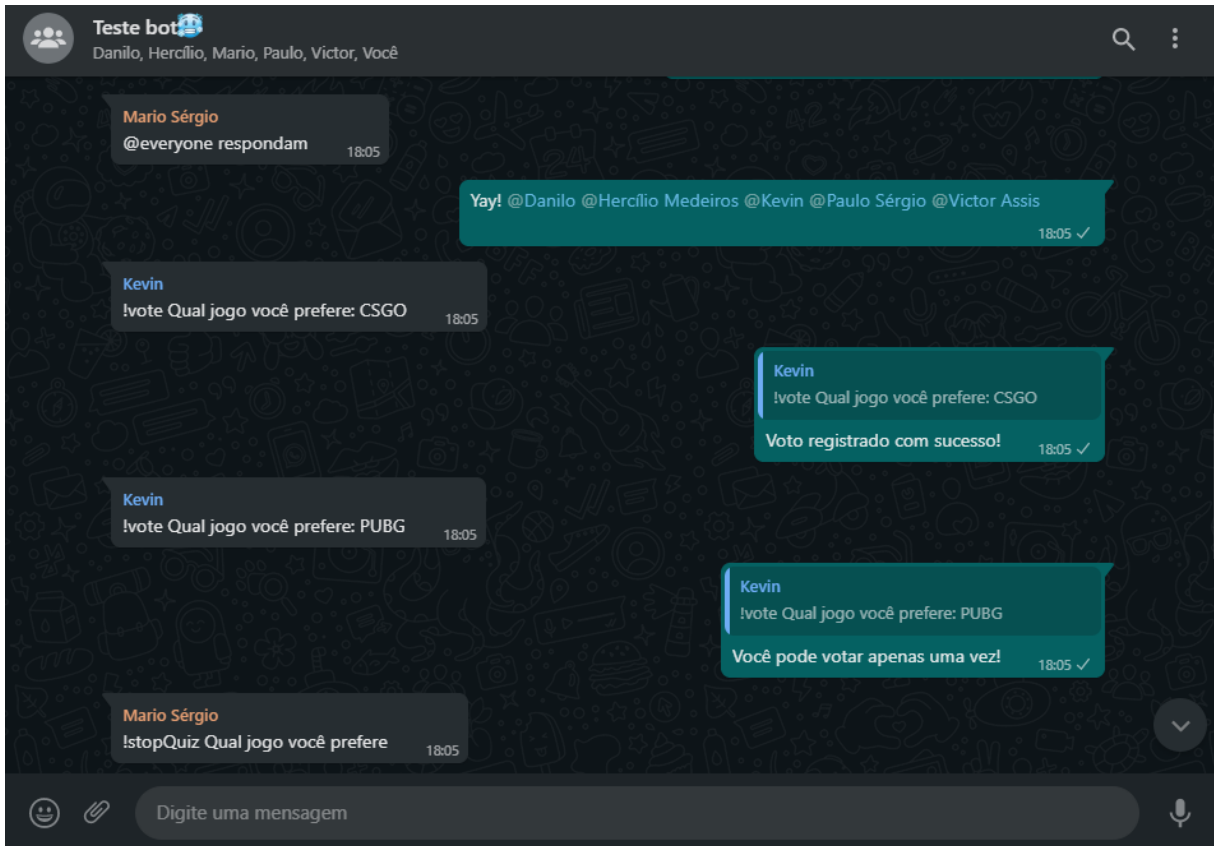 Teste bot🥶
Danilo, Hercílio, Mario, Paulo, Victor, Você
Mario Sérgio
@everyone respondam
18:05
Yay! @Danilo @Hercílio Medeiros @Kevin @Paulo Sérgio @Victor Assis
18:05
Kevin
!vote Qual jogo você prefere: CSGO
18:05
Kevin
!vote Qual jogo você prefere: CSGO
Voto registrado com sucesso!
18:05
Kevin
!vote Qual jogo você prefere: PUBG
18:05
Kevin
!vote Qual jogo você prefere: PUBG
Você pode votar apenas uma vez!
18:05
Mario Sérgio
!stopQuiz Qual jogo você prefere
18:05
Digite uma mensagem